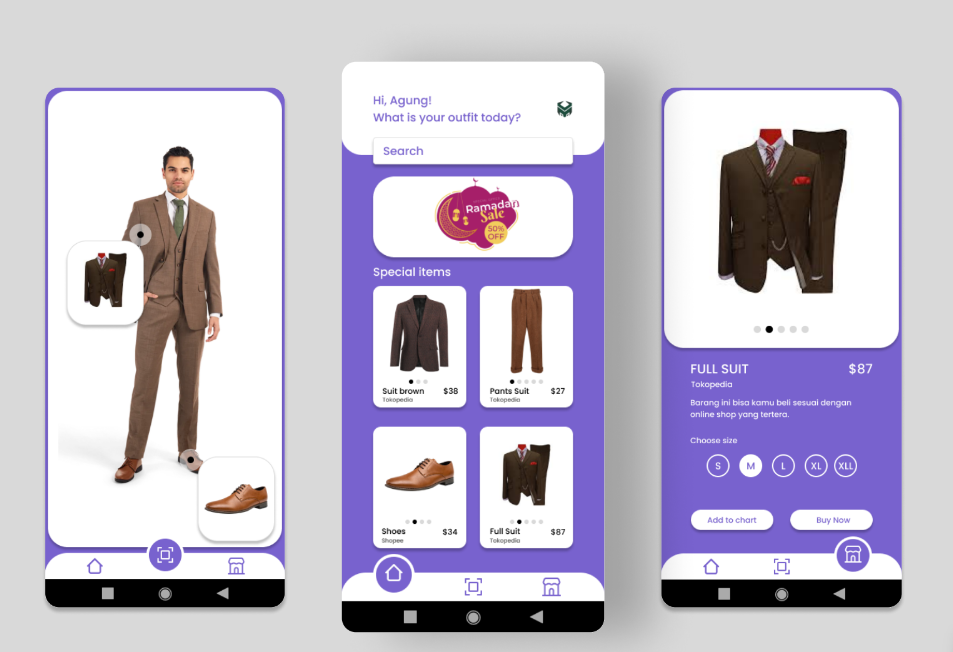 Hi, Agung!
What is your outfit today?
Search
Ramadan
Sale
50%
OFF
Special items
Suit brown $38
Tokopedia
Pants Suit $27
Tokopedia
Shoes $34
Shopee
Full Suit $87
Tokopedia
FULL SUIT $87
Tokopedia
Barang ini bisa kamu beli sesuai dengan
online shop yang tertera.
Choose size
S M L XL XLL
Add to chart Buy Now